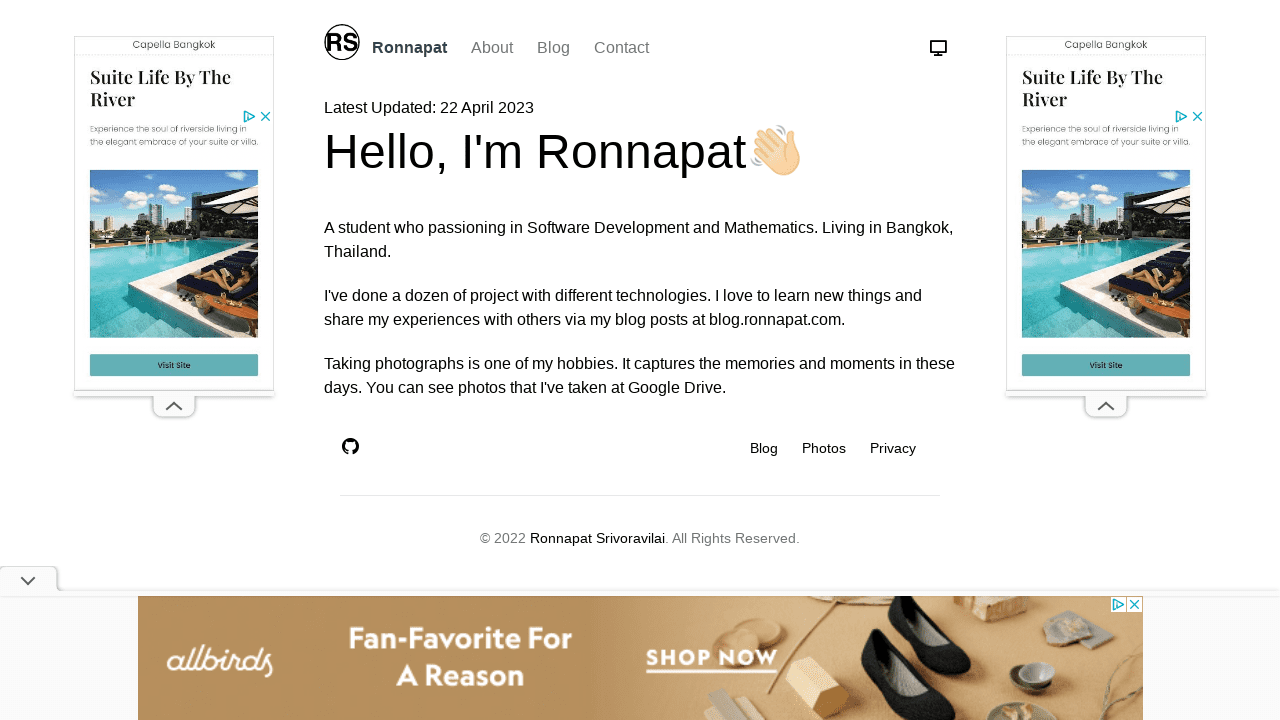 RS
Ronnapat About Blog Contact
Latest Updated: 22 April 2023
Hello, I'm Ronnapat
A student who passioning in Software Development and Mathematics. Living in Bangkok,
Thailand.
I've done a dozen of project with different technologies. I love to learn new things and
share my experiences with others via my blog posts at blog.ronnapat.com.
Taking photographs is one of my hobbies. It captures the memories and moments in these
days. You can see photos that I've taken at Google Drive.
Blog Photos Privacy
© 2022 Ronnapat Srivoravilai. All Rights Reserved.
Capella Bangkok
Suite Life By The
River
Experience the soul of riverside living in
the elegant embrace of your suite or villa.
Visit Site
Capella Bangkok
Suite Life By The
River
Experience the soul of riverside living in
the elegant embrace of your suite or villa.
Visit Site
allbirds
Fan-Favorite For
A Reason
SHOP NOW